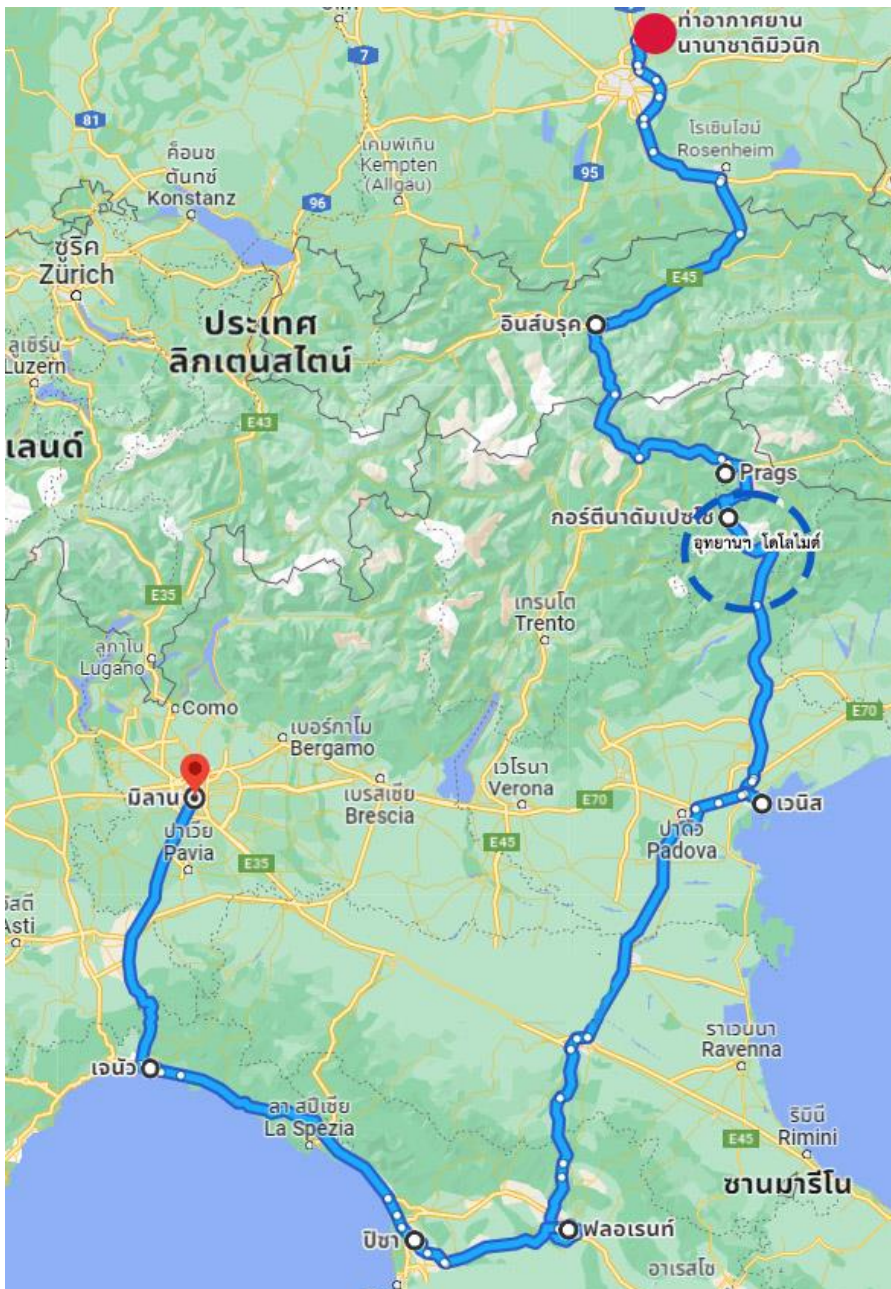 ท่าอากาศยาน
นานาชาติมิวนิก
7
81
ค็อนช
ตันทซ์
Konstanz
เคมพ์เทิน
Kempten
(Allgäu)
95
96
โรเซินไฮม์
Rosenheim
ซูริค
Zürich
E45
อินส์บรุค
ลูเซิร์น
Luzern
ประเทศ
ลิกเตนสไตน์
E43
เลนด์
Prags
กอร์ตีนาดัมเปซโซ
อุทยานฯ โดโลไมต์
E35
เทรนโต
Trento
ลูกาโน
Lugano
Como
E70
เบอร์กาโม
Bergamo
มิลาน
เบรสเชีย
Brescia
เวโรนา
Verona
E70
เวนิส
ปาดัว
Padova
ปาเวีย
Pavia
E35
E45
Asti
เจนัว
ราเวนนา
Ravenna
ลา สปีเซีย
La Spezia
ริมินี
Rimini
E45
ซานมารีโน
ปิซา
ฟลอเรนท์
อาเรสโซ